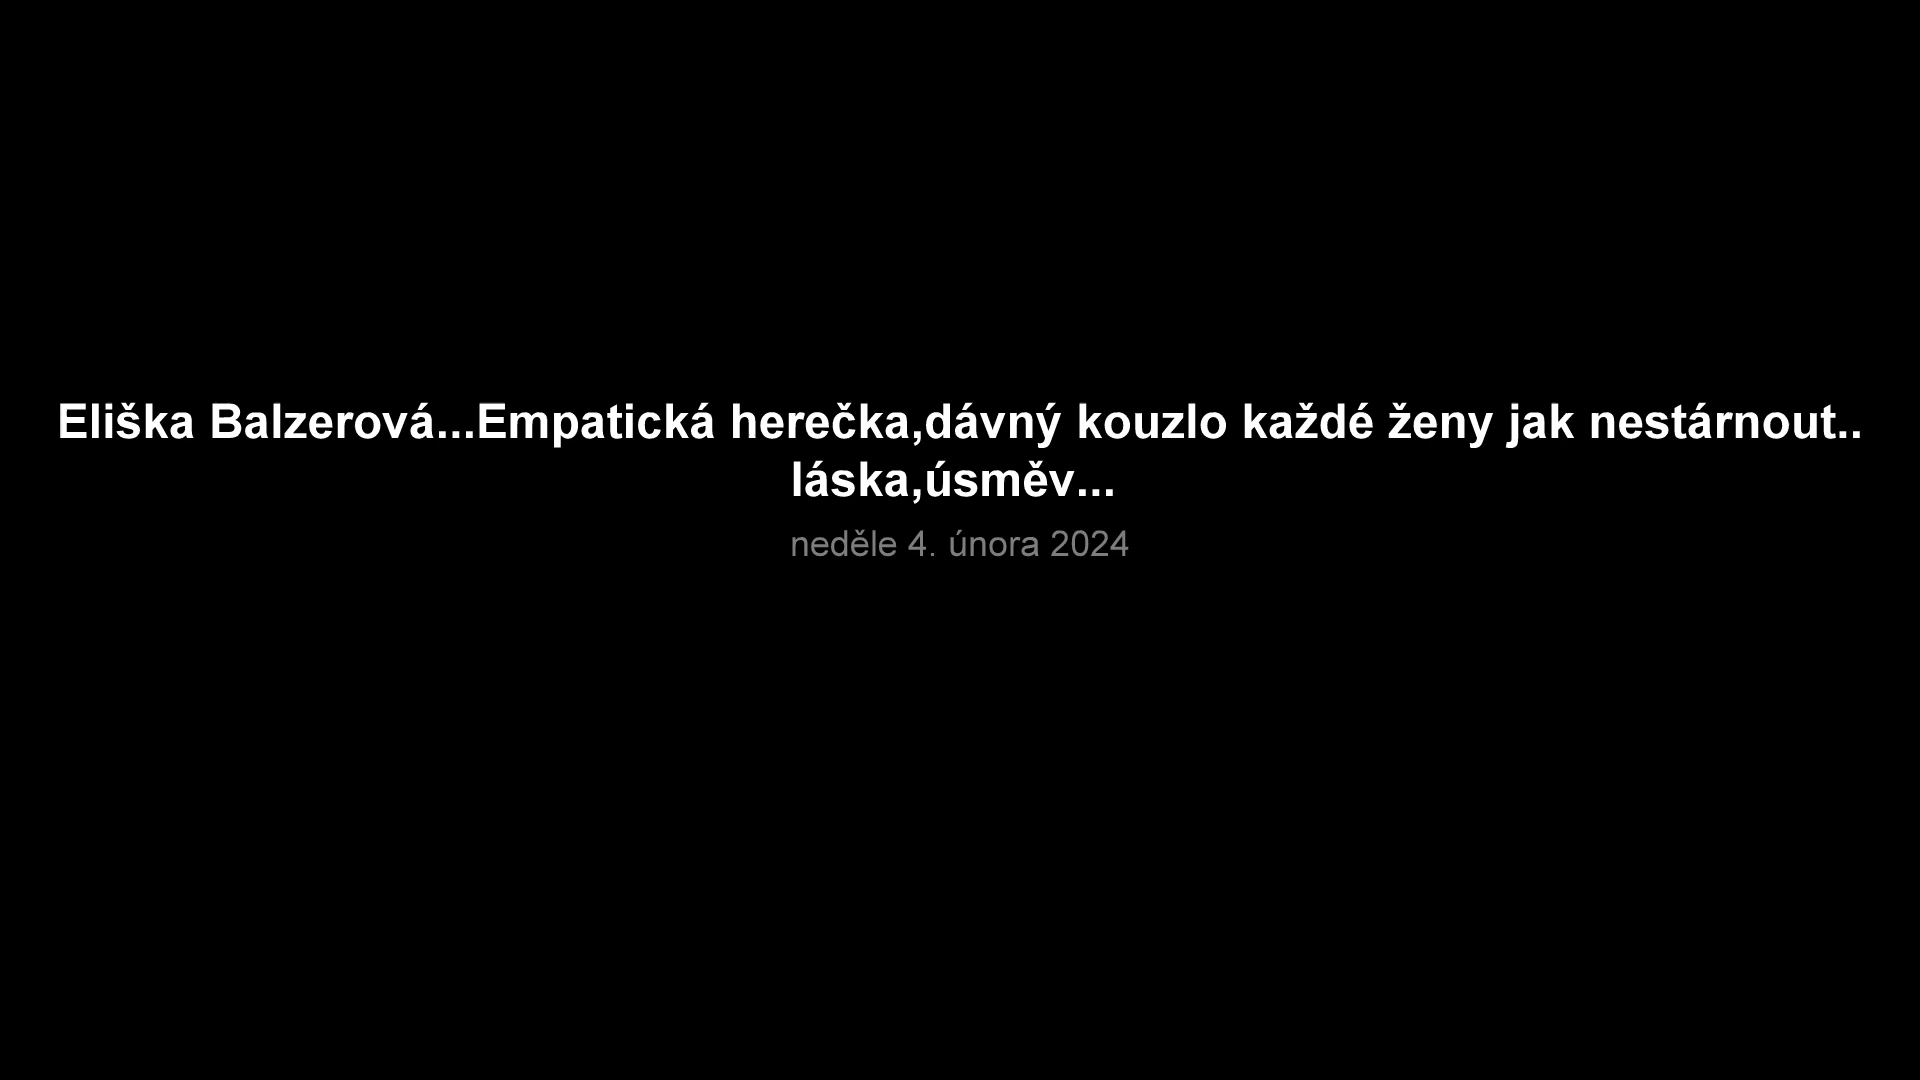 Eliška Balzerová...Empatická herečka,dávný kouzlo každé ženy jak nestárnout..
láska,úsměv...
neděle 4. února 2024